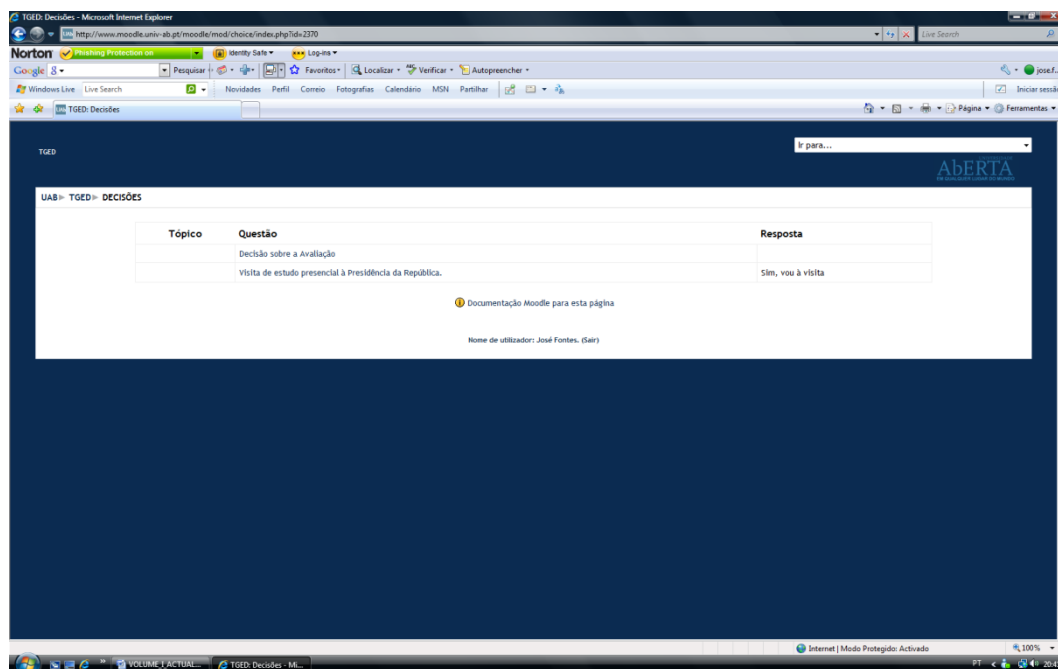 TGED: Decisões - Microsoft Internet Explorer
http://www.moodle.univ-ab.pt/moodle/mod/choice/index.php?id=2370
Live Search
Norton Phishing Protection on Identity Safe Log-ins
Google Pesquisar Favoritos Localizar Verificar Autopreencher josef..
Windows Live Live Search Novidades Perfil Correio Fotografias Calendário MSN Partilhar Iniciar sessã
TGED: Decisões Página Ferramentas
Ir para...
TGED
AbERTA
UAB TGED DECISÕES
Tópico Questão Resposta
Decisão sobre a Avaliação
Visita de estudo presencial à Presidência da República. Sim, vou à visita
Documentação Moodle para esta página
Nome de utilizador: José Fontes. (Sair)
Internet | Modo Protegido: Activado 100%
VOLUME_I_ACTUAL... TGED: Decisões - Mi... PT